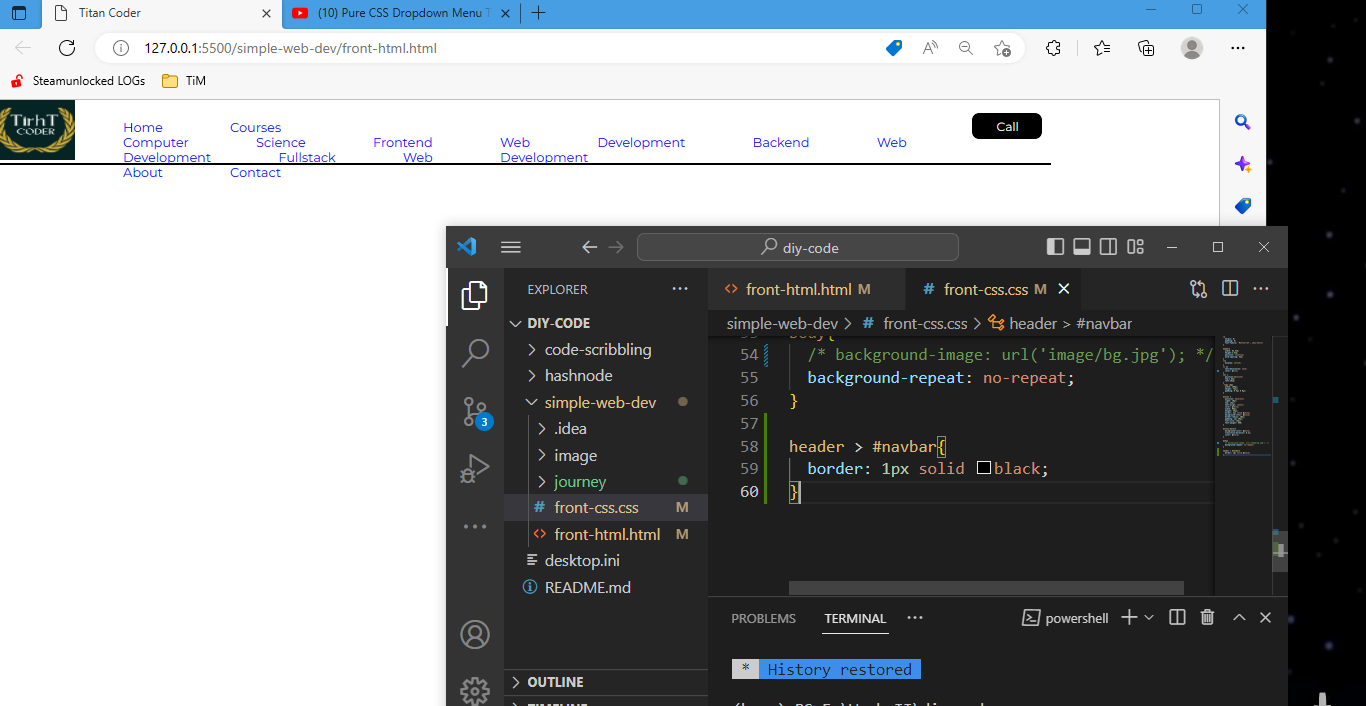 Titan Coder
(10) Pure CSS Dropdown Menu T
127.0.0.1:5500/simple-web-dev/front-html.html
Steamunlocked LOGs
TiM
TirhT
CODER
Home Courses
Computer Science Frontend Web Development Backend Web
Development Fullstack Web Development
About Contact
Call
diy-code
EXPLORER
DIY-CODE
code-scribbling
hashnode
simple-web-dev
.idea
image
journey
# front-css.css M
<> front-html.html M
desktop.ini
README.md
OUTLINE
3
<> front-html.html M
# front-css.css M
simple-web-dev > # front-css.css > header > #navbar
54 /* background-image: url('image/bg.jpg'); */
55 background-repeat: no-repeat;
56 }
57
58 header > #navbar{
59 border: 1px solid black;
60 }
PROBLEMS TERMINAL
powershell
* History restored